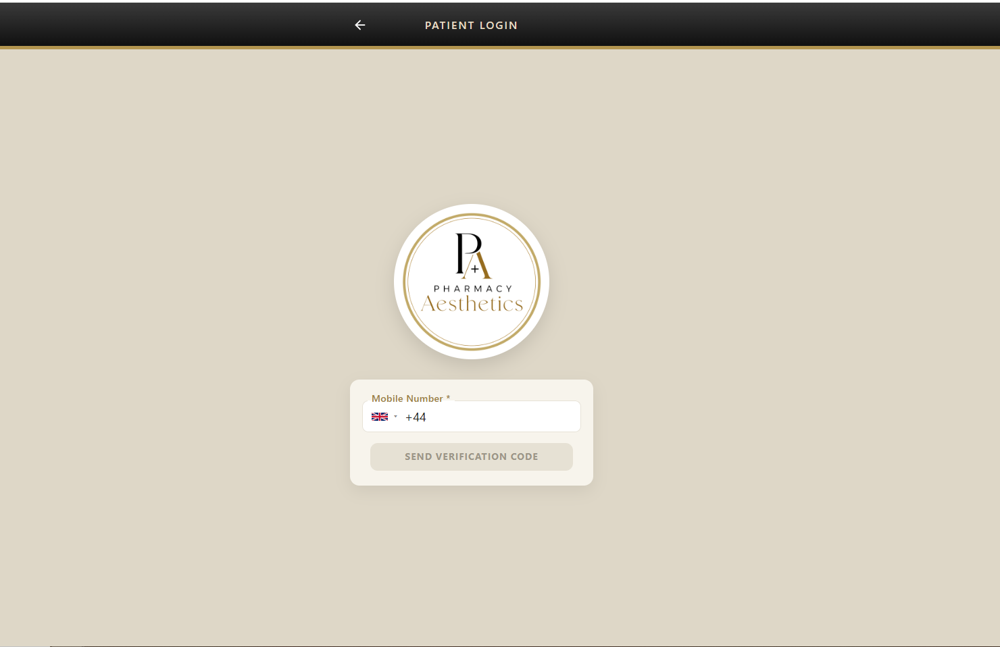 PATIENT LOGIN
PA+
PHARMACY
Aesthetics
Mobile Number *
+44
SEND VERIFICATION CODE